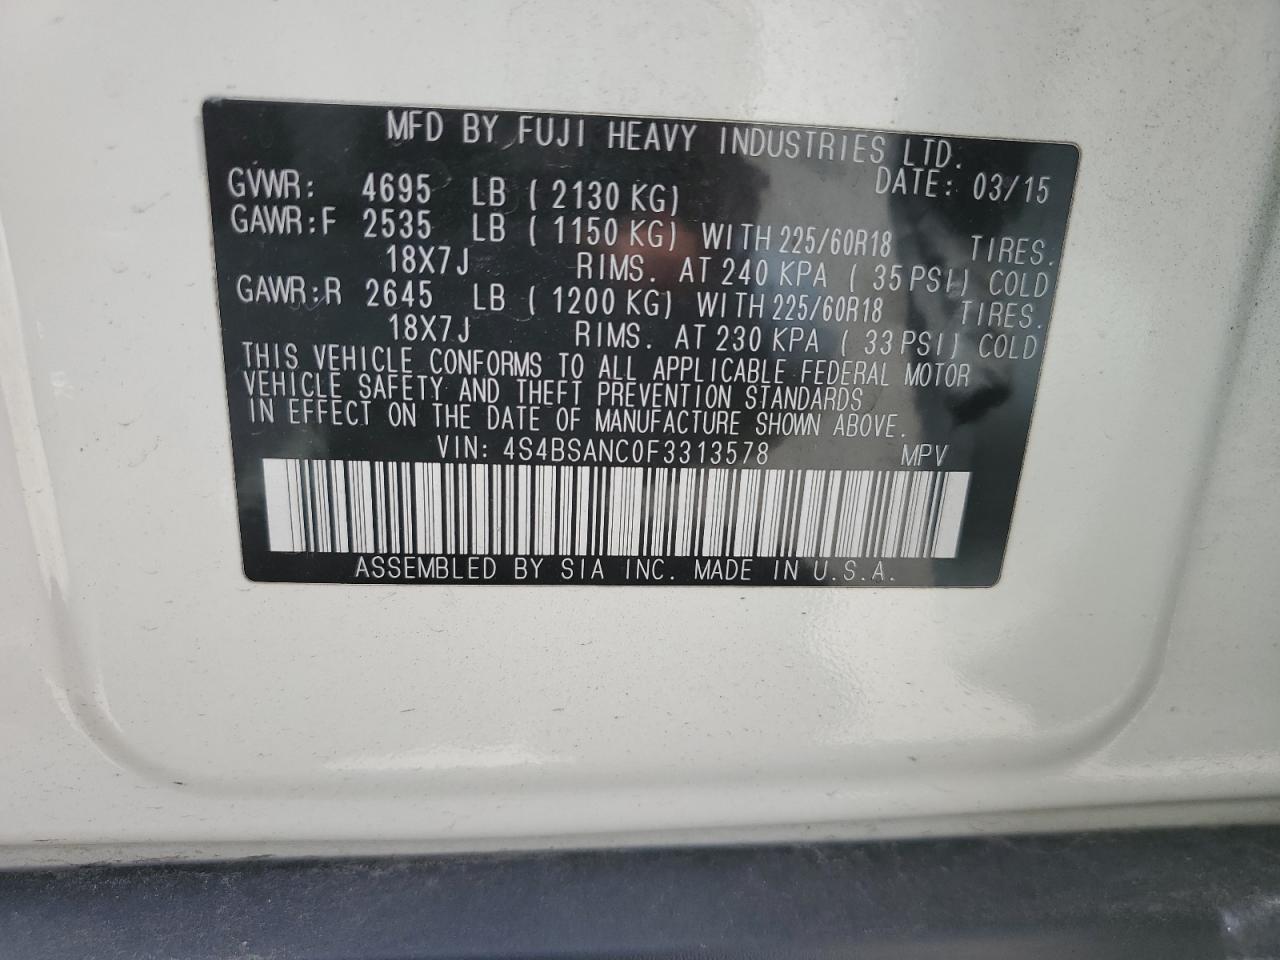 MFD BY FUJI HEAVY INDUSTRIES LTD.
GVWR: 4695 LB ( 2130 KG) DATE: 03/15
GAWR:F 2535 LB ( 1150 KG) WITH 225/60R18 TIRES.
18X7J RIMS. AT 240 KPA ( 35 PSI) COLD
GAWR:R 2645 LB ( 1200 KG) WITH 225/60R18 TIRES.
18X7J RIMS. AT 230 KPA ( 33 PSI) COLD
THIS VEHICLE CONFORMS TO ALL APPLICABLE FEDERAL MOTOR
VEHICLE SAFETY AND THEFT PREVENTION STANDARDS
IN EFFECT ON THE DATE OF MANUFACTURE SHOWN ABOVE.
VIN: 4S4BSANC0F3313578 MPV
ASSEMBLED BY SIA INC. MADE IN U.S.A.